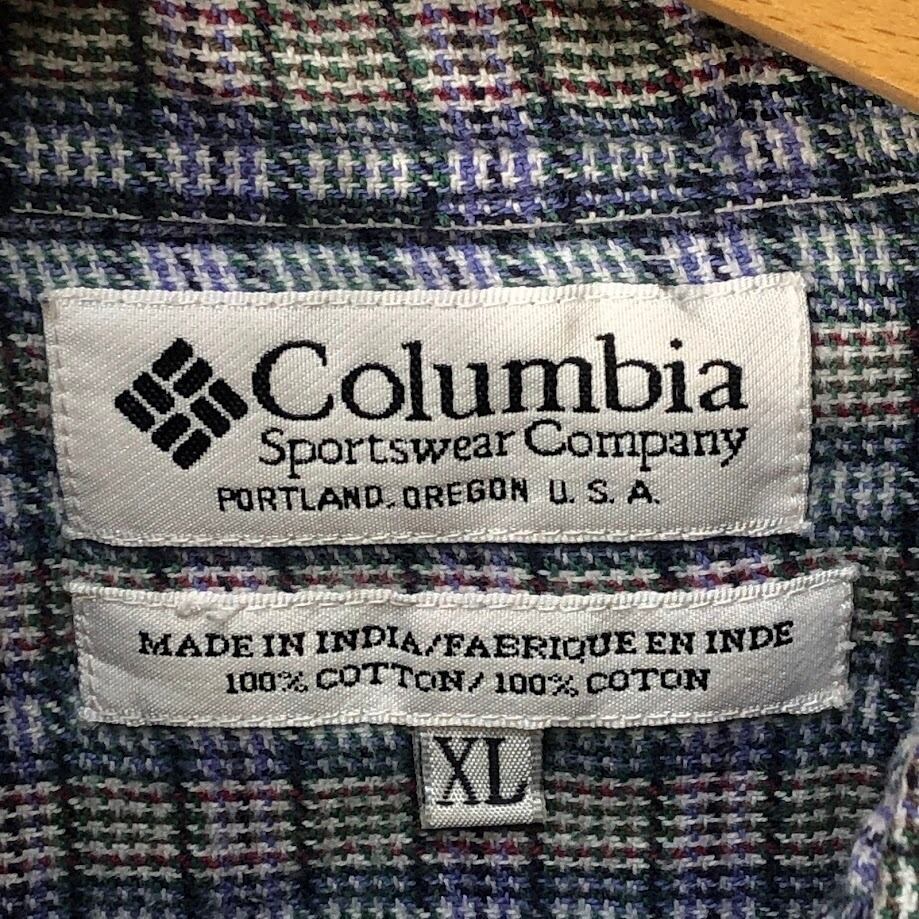 Columbia
Sportswear Company
PORTLAND, OREGON U. S. A.
MADE IN INDIA/FABRIQUE EN INDE
100% COTTON/ 100% COTON
XL